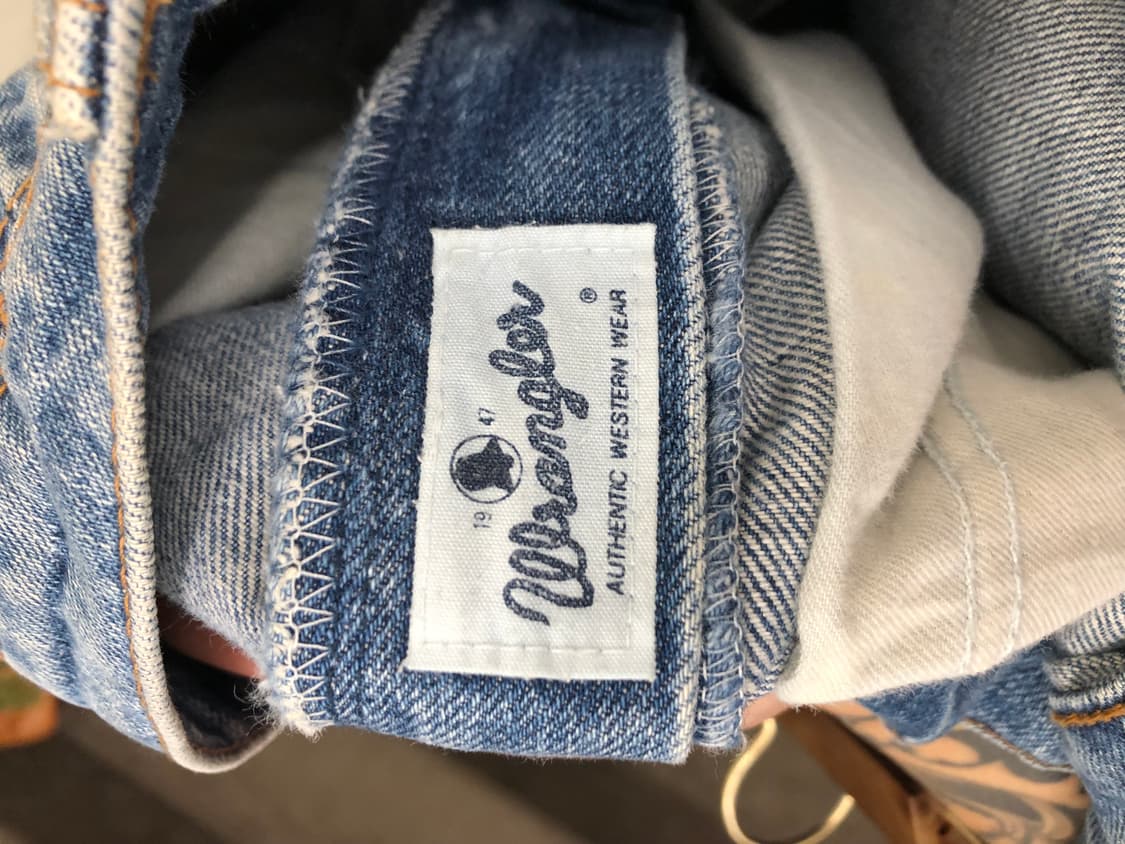 19 47
Wrangler
®
AUTHENTIC WESTERN WEAR